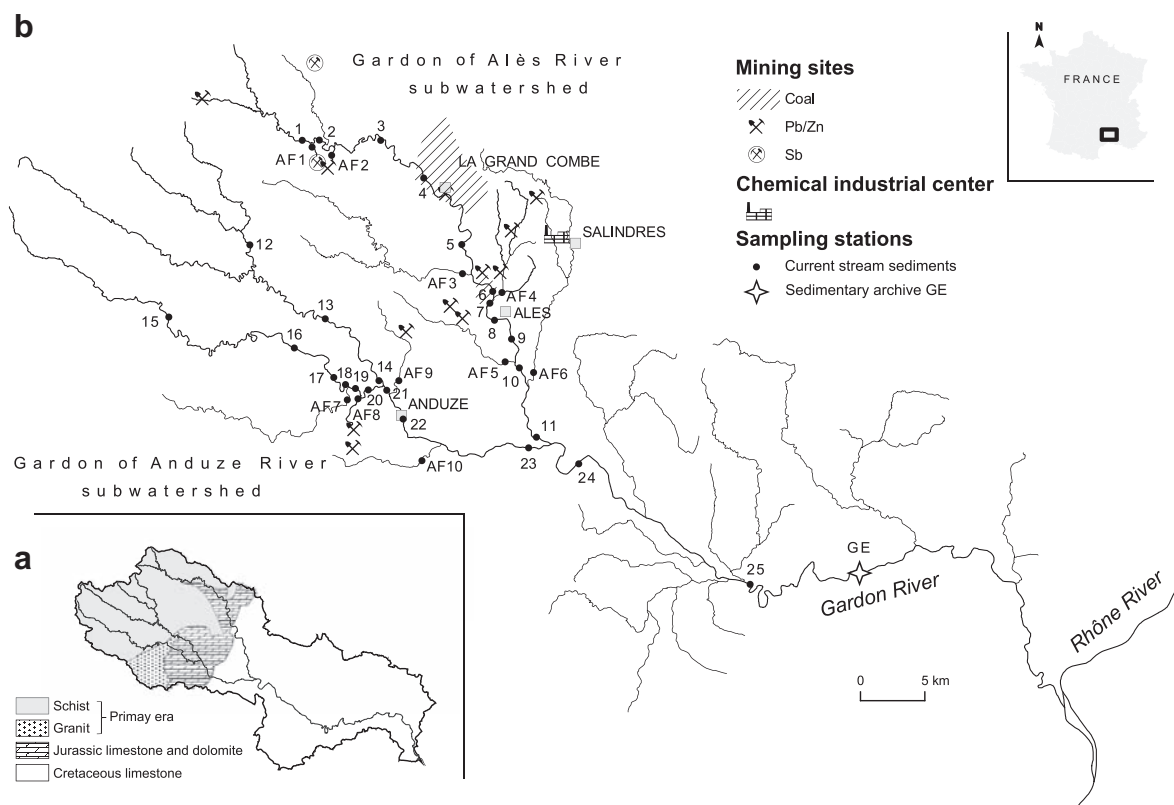 b
Gardon of Alès River
subwatershed
N
FRANCE
Mining sites
Coal
Pb/Zn
Sb
Chemical industrial center
Sampling stations
Current stream sediments
Sedimentary archive GE
1
2
3
AF1
AF2
LA GRAND COMBE
4
SALINDRES
12
5
AF3
6
AF4
7
ALES
8
15
13
9
16
14
AF9
AF5
10
AF6
17
18
19
20
21
AF7
AF8
ANDUZE
22
11
23
24
AF10
Gardon of Anduze River
subwatershed
25
GE
Gardon River
Rhône River
0
5 km
a
Schist
Granit
Primay era
Jurassic limestone and dolomite
Cretaceous limestone